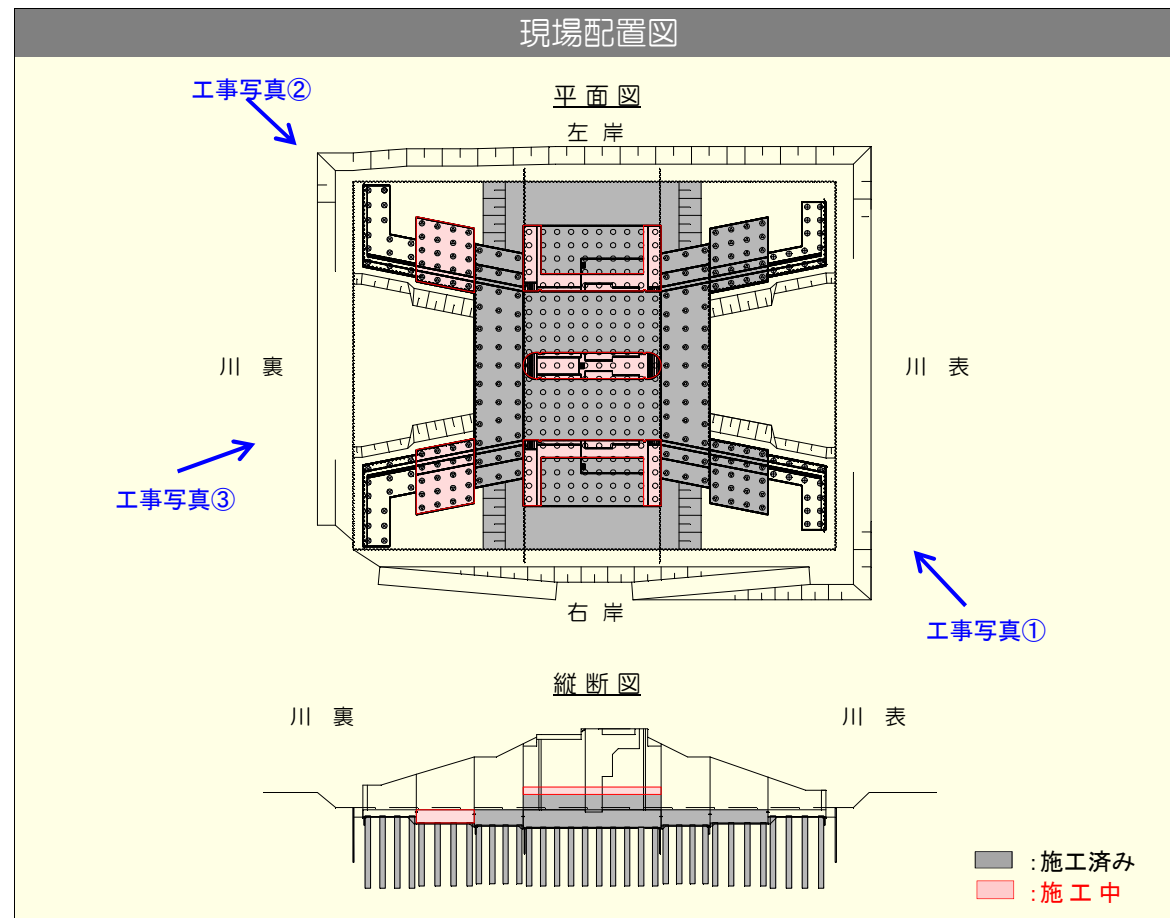 現場配置図
工事写真②
平面図
左岸
川裏
川表
工事写真③
工事写真①
右岸
縦断図
川裏
川表
:施工済み
:施工中